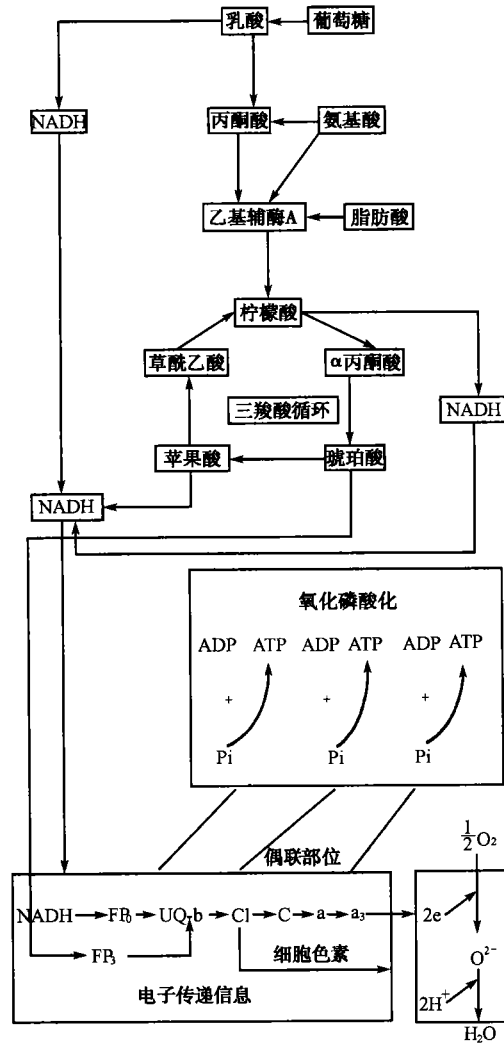 乳酸 葡萄糖
NADH 丙酮酸 氨基酸
乙基辅酶A 脂肪酸
柠檬酸
草酰乙酸 α丙酮酸
三羧酸循环 NADH
苹果酸 琥珀酸
NADH
氧化磷酸化
ADP ATP ADP ATP ADP ATP
+ + +
Pi Pi Pi
偶联部位 1/2 O₂
NADH FP₀ UQ-b Cl C a a₃ 2e
FP₃ 细胞色素 O²⁻
电子传递信息 2H⁺
H₂O